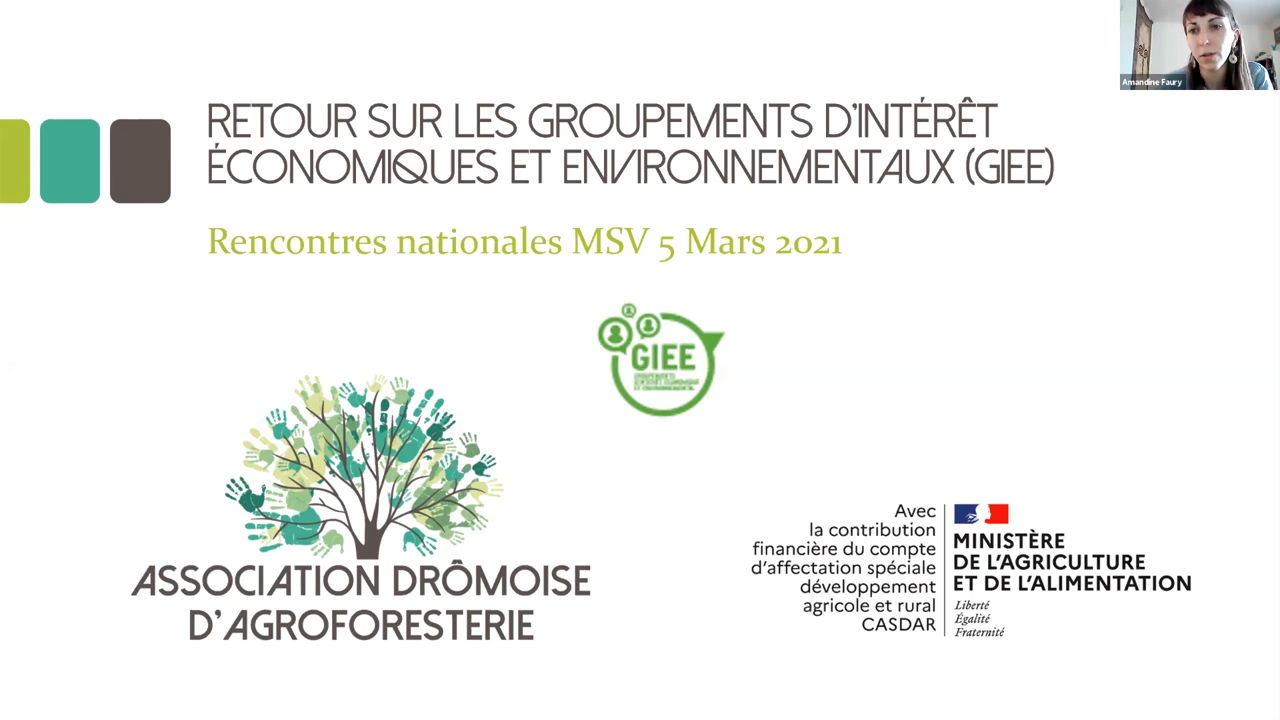 Amandine Faury
RETOUR SUR LES GROUPEMENTS D'INTÉRÊT
ÉCONOMIQUES ET ENVIRONNEMENTAUX (GIEE)
Rencontres nationales MSV 5 Mars 2021
GIEE
ASSOCIATION DRÔMOISE
D'AGROFORESTERIE
Avec
la contribution
financière du compte
d'affectation spéciale
développement
agricole et rural
CASDAR
MINISTÈRE
DE L'AGRICULTURE
ET DE L'ALIMENTATION
Liberté
Égalité
Fraternité